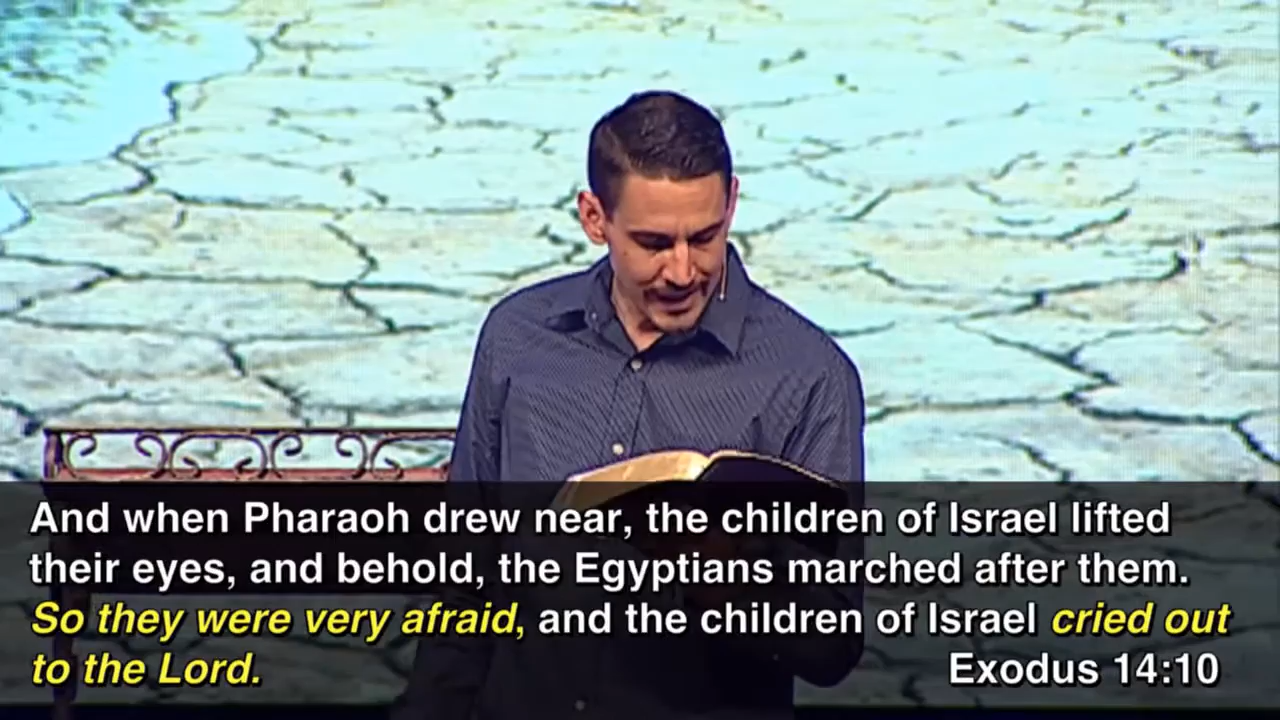 And when Pharaoh drew near, the children of Israel lifted
their eyes, and behold, the Egyptians marched after them.
So they were very afraid, and the children of Israel cried out
to the Lord. Exodus 14:10